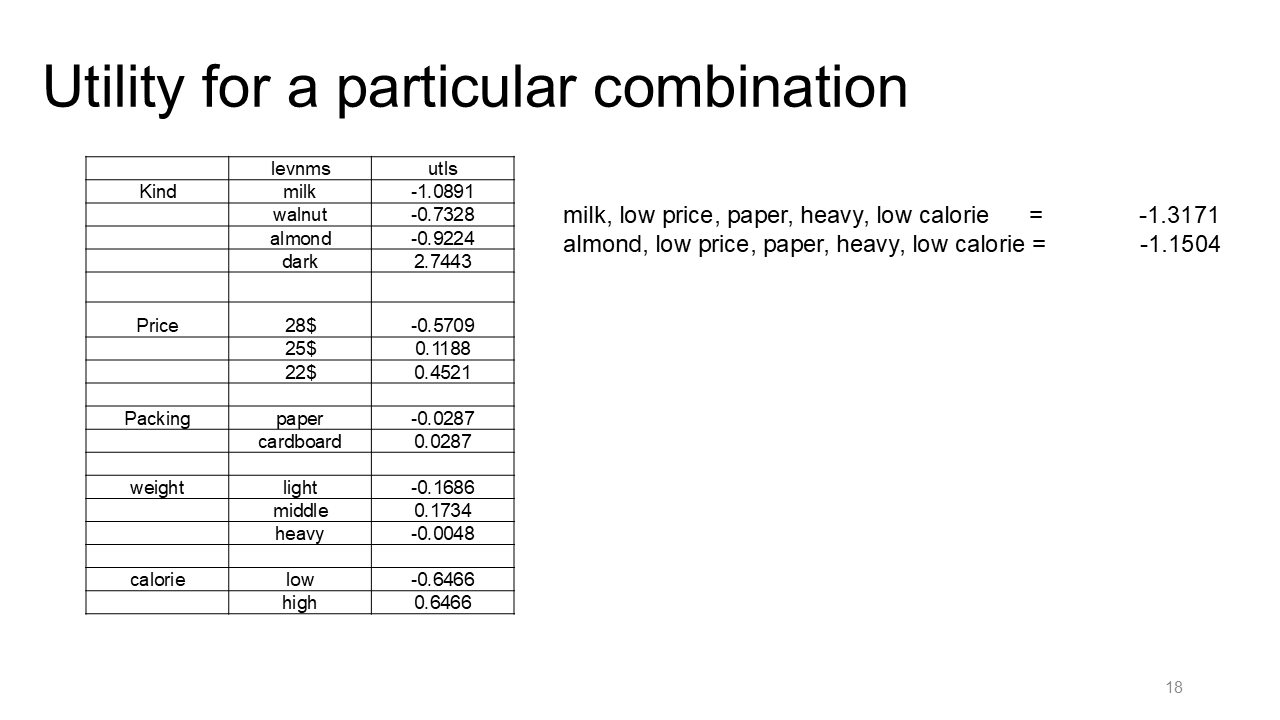 Utility for a particular combination
levnms utls
Kind milk -1.0891
walnut -0.7328
almond -0.9224
dark 2.7443
Price 28$ -0.5709
25$ 0.1188
22$ 0.4521
Packing paper -0.0287
cardboard 0.0287
weight light -0.1686
middle 0.1734
heavy -0.0048
calorie low -0.6466
high 0.6466
milk, low price, paper, heavy, low calorie = -1.3171
almond, low price, paper, heavy, low calorie = -1.1504
18